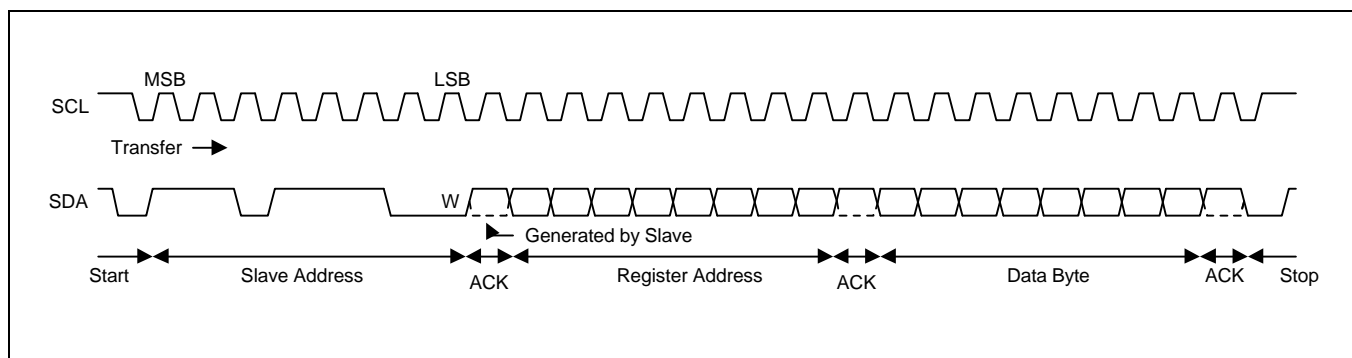 MSB LSB
SCL
Transfer
SDA W
Generated by Slave
Start Slave Address ACK Register Address ACK Data Byte ACK Stop